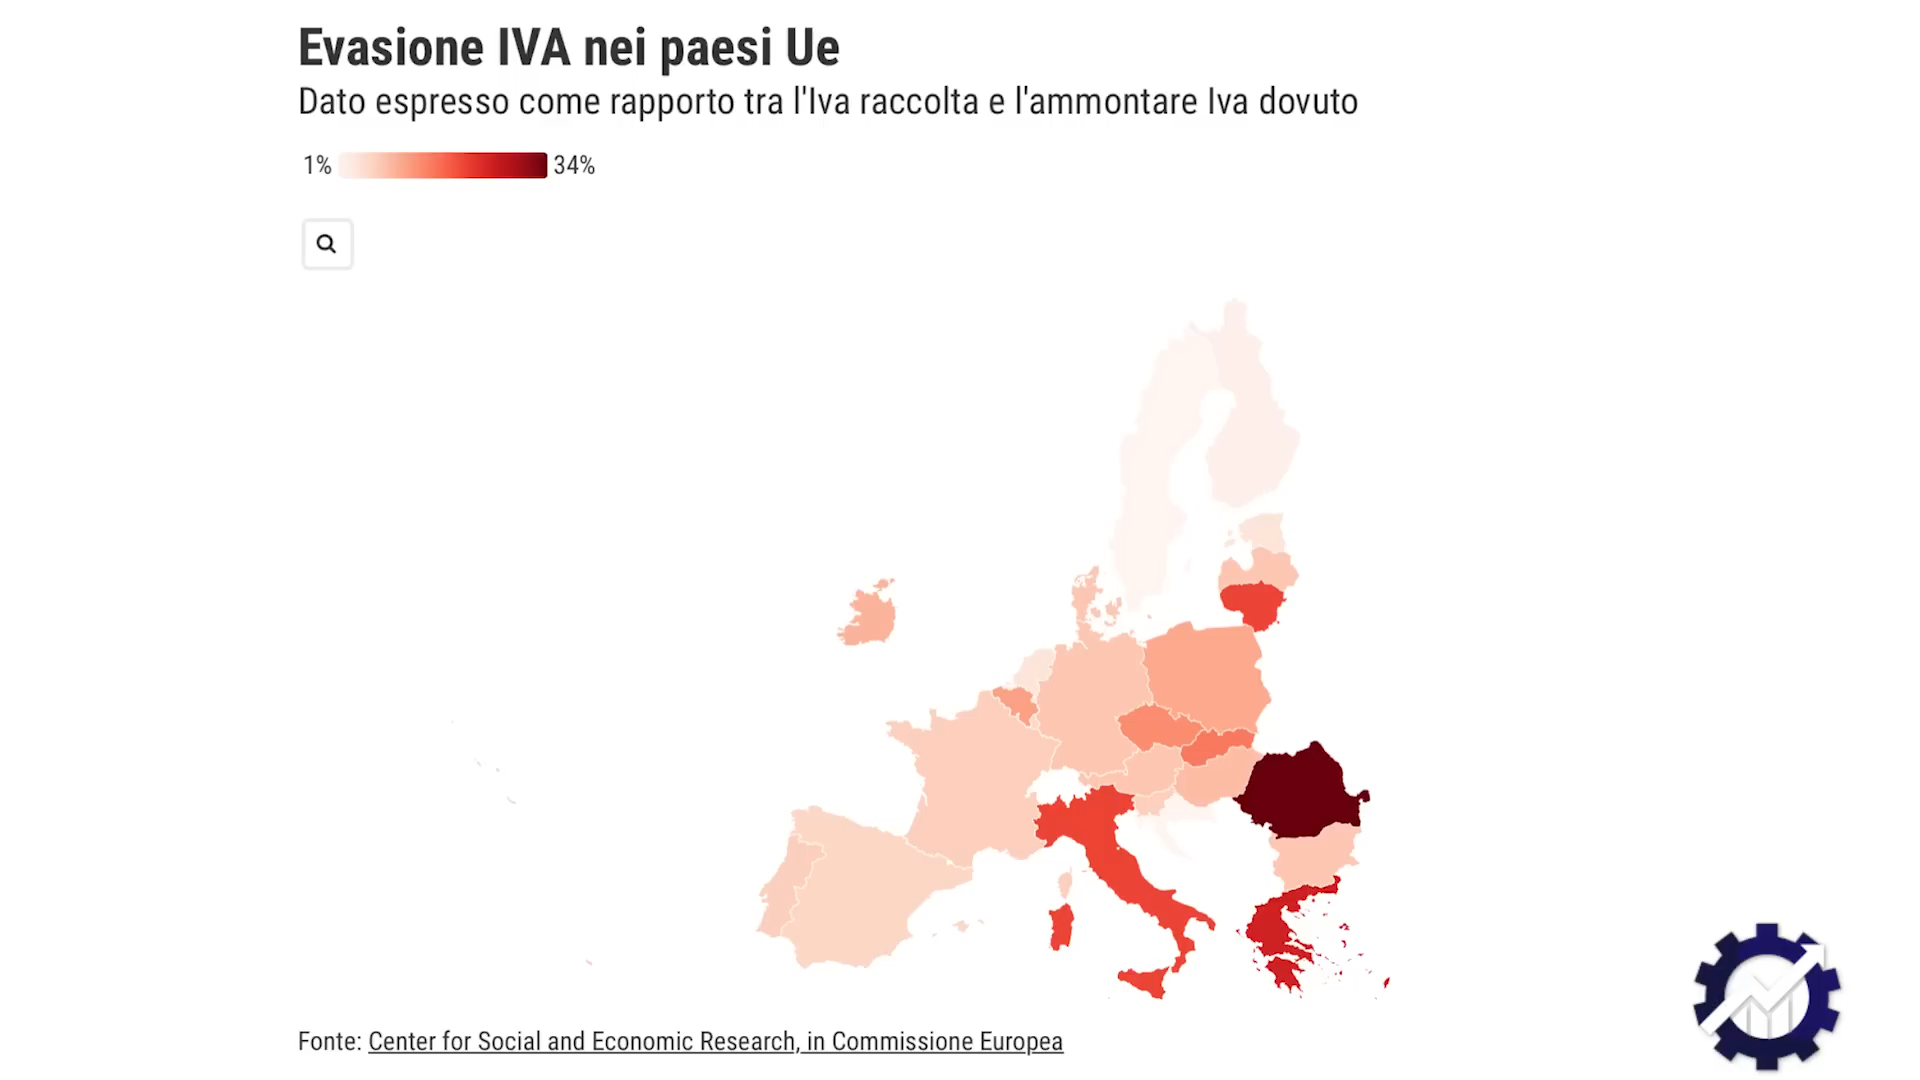 Evasione IVA nei paesi Ue
Dato espresso come rapporto tra l'Iva raccolta e l'ammontare Iva dovuto
1% 34%
Fonte: Center for Social and Economic Research, in Commissione Europea